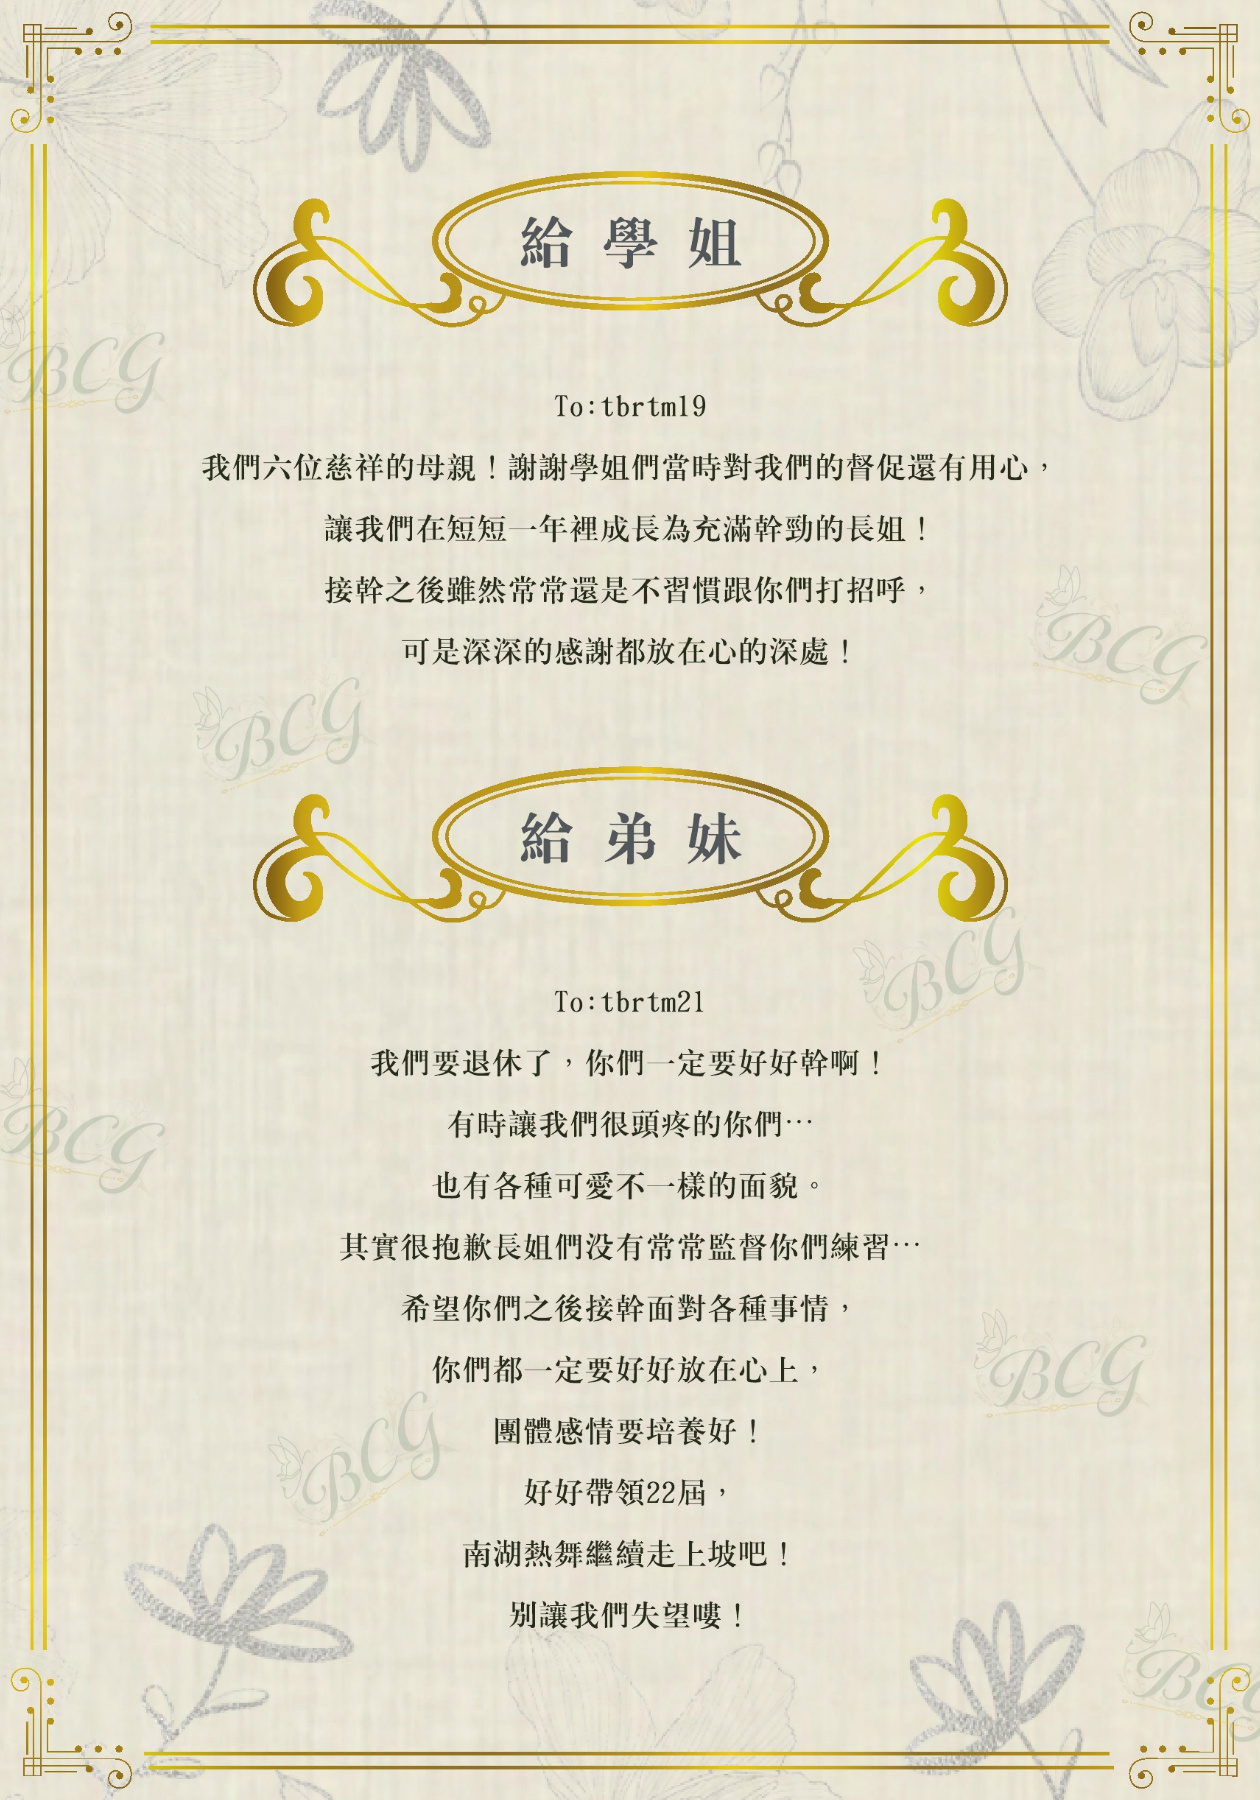 給學姐
To:tbrtm19
我們六位慈祥的母親！謝謝學姐們當時對我們的督促還有用心，
讓我們在短短一年裡成長為充滿幹勁的長姐！
接幹之後雖然常常還是不習慣跟你們打招呼，
可是深深的感謝都放在心的深處！
BCG
BCG
BCG
給弟妹
To:tbrtm21
我們要退休了，你們一定要好好幹啊！
有時讓我們很頭疼的你們…
也有各種可愛不一樣的面貌。
其實很抱歉長姐們沒有常常監督你們練習…
希望你們之後接幹面對各種事情，
你們都一定要好好放在心上，
團體感情要培養好！
好好帶領22屆，
南湖熱舞繼續走上坡吧！
別讓我們失望嘍！
BCG
BCG
BCG
BCG
BCG